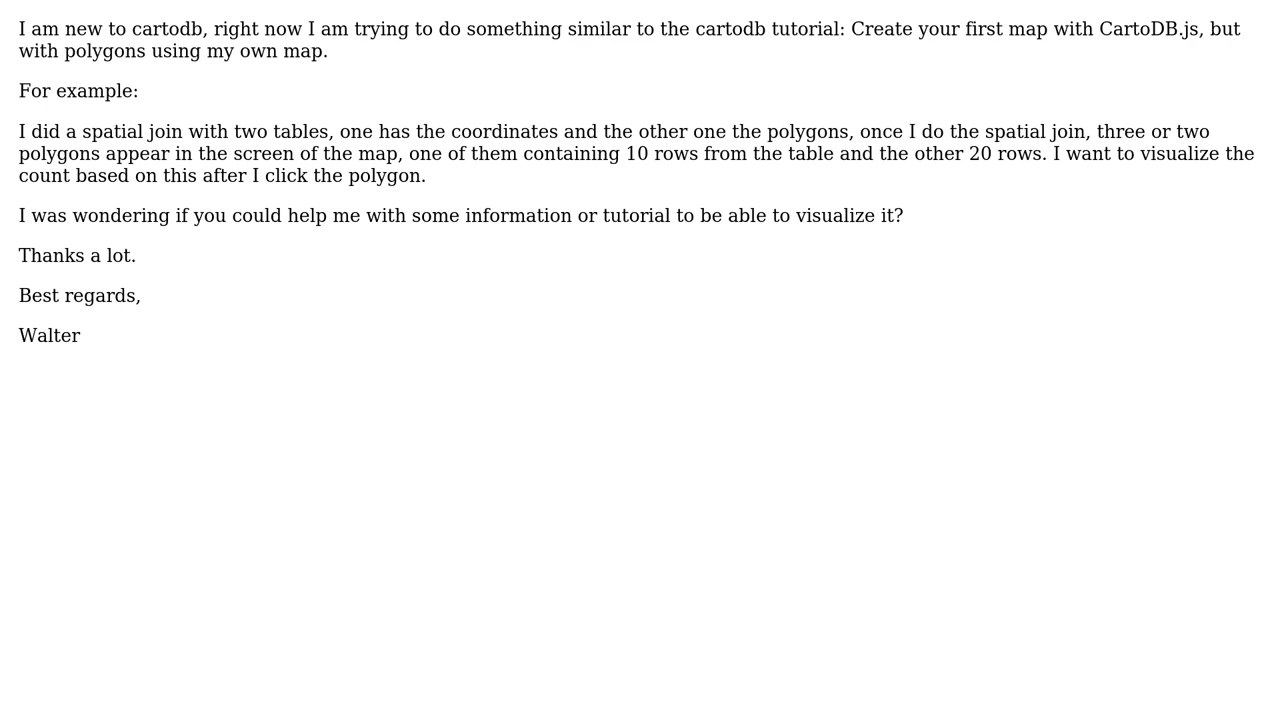 I am new to cartodb, right now I am trying to do something similar to the cartodb tutorial: Create your first map with CartoDB.js, but
with polygons using my own map.
For example:
I did a spatial join with two tables, one has the coordinates and the other one the polygons, once I do the spatial join, three or two
polygons appear in the screen of the map, one of them containing 10 rows from the table and the other 20 rows. I want to visualize the
count based on this after I click the polygon.
I was wondering if you could help me with some information or tutorial to be able to visualize it?
Thanks a lot.
Best regards,
Walter